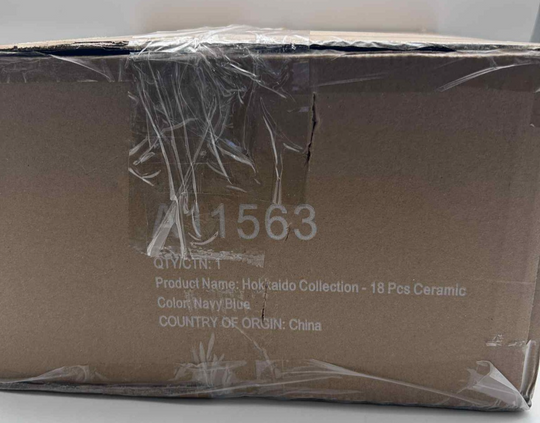 1563
QTY/CTN: 1
Product Name: Hokkaido Collection - 18 Pcs Ceramic
Color: Navy Blue
COUNTRY OF ORGIN: China